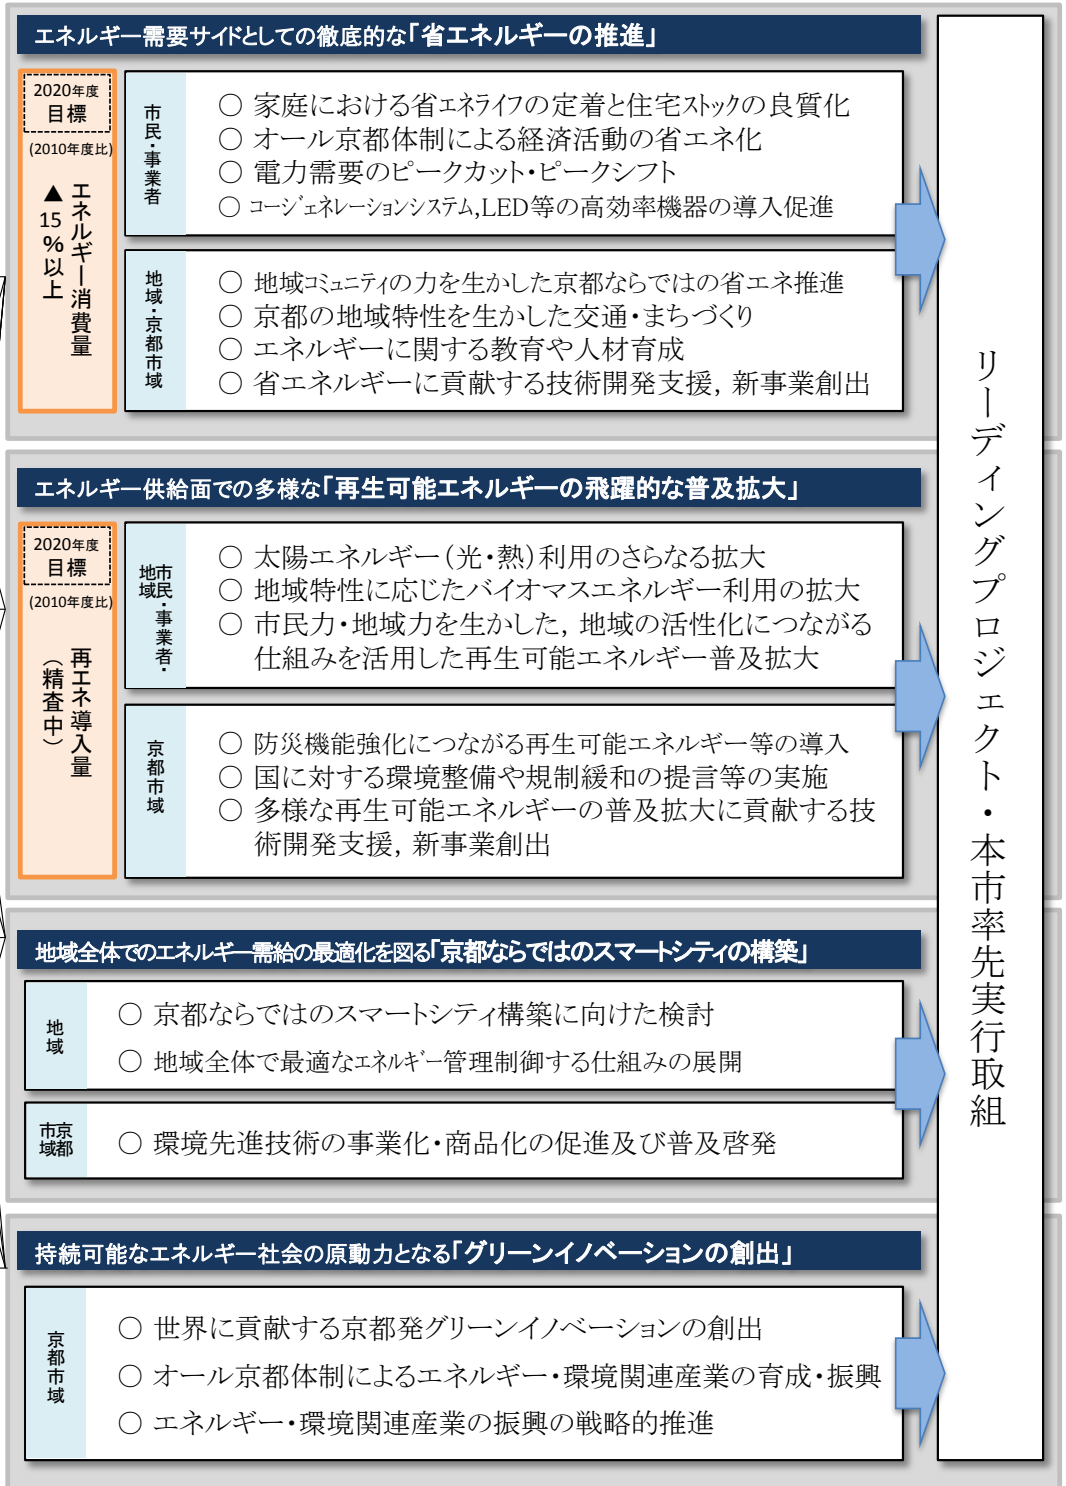 エネルギー需要サイドとしての徹底的な「省エネルギーの推進」
2020年度
目標
(2010年度比)
エネルギー消費量
▲15%以上
市民・事業者
○ 家庭における省エネライフの定着と住宅ストックの良質化
○ オール京都体制による経済活動の省エネ化
○ 電力需要のピークカット・ピークシフト
○ コージェネレーションシステム,LED等の高効率機器の導入促進
地域・京都市域
○ 地域コミュニティの力を生かした京都ならではの省エネ推進
○ 京都の地域特性を生かした交通・まちづくり
○ エネルギーに関する教育や人材育成
○ 省エネルギーに貢献する技術開発支援, 新事業創出
エネルギー供給面での多様な「再生可能エネルギーの飛躍的な普及拡大」
2020年度
目標
(2010年度比)
再エネ導入量
(精査中)
市民・事業者・
地域
○ 太陽エネルギー(光・熱)利用のさらなる拡大
○ 地域特性に応じたバイオマスエネルギー利用の拡大
○ 市民力・地域力を生かした, 地域の活性化につながる
仕組みを活用した再生可能エネルギー普及拡大
京都市域
○ 防災機能強化につながる再生可能エネルギー等の導入
○ 国に対する環境整備や規制緩和の提言等の実施
○ 多様な再生可能エネルギーの普及拡大に貢献する技
術開発支援, 新事業創出
地域全体でのエネルギー需給の最適化を図る「京都ならではのスマートシティの構築」
地域
○ 京都ならではのスマートシティ構築に向けた検討
○ 地域全体で最適なエネルギー管理制御する仕組みの展開
京都
市域
○ 環境先進技術の事業化・商品化の促進及び普及啓発
持続可能なエネルギー社会の原動力となる「グリーンイノベーションの創出」
京都市域
○ 世界に貢献する京都発グリーンイノベーションの創出
○ オール京都体制によるエネルギー・環境関連産業の育成・振興
○ エネルギー・環境関連産業の振興の戦略的推進
リーディングプロジェクト・本市率先実行取組